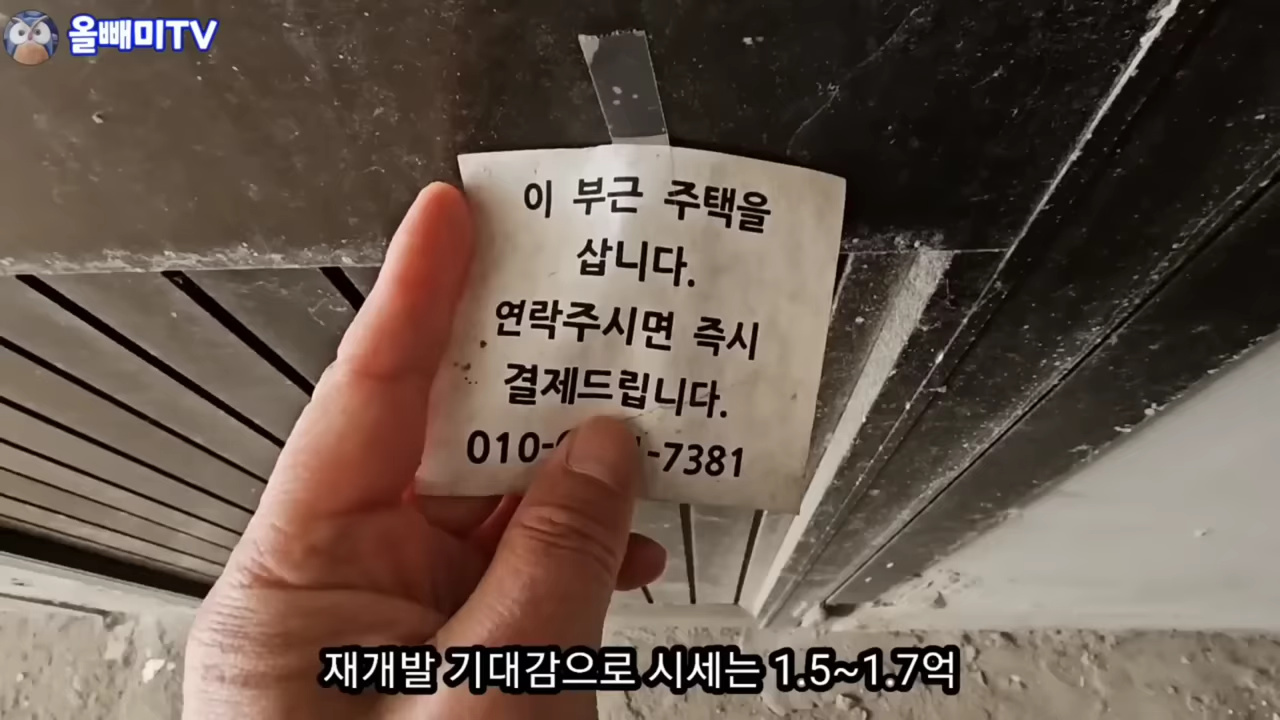 올빼미TV
이 부근 주택을
삽니다.
연락주시면 즉시
결제드립니다.
010- -7381
재개발 기대감으로 시세는 1.5~1.7억